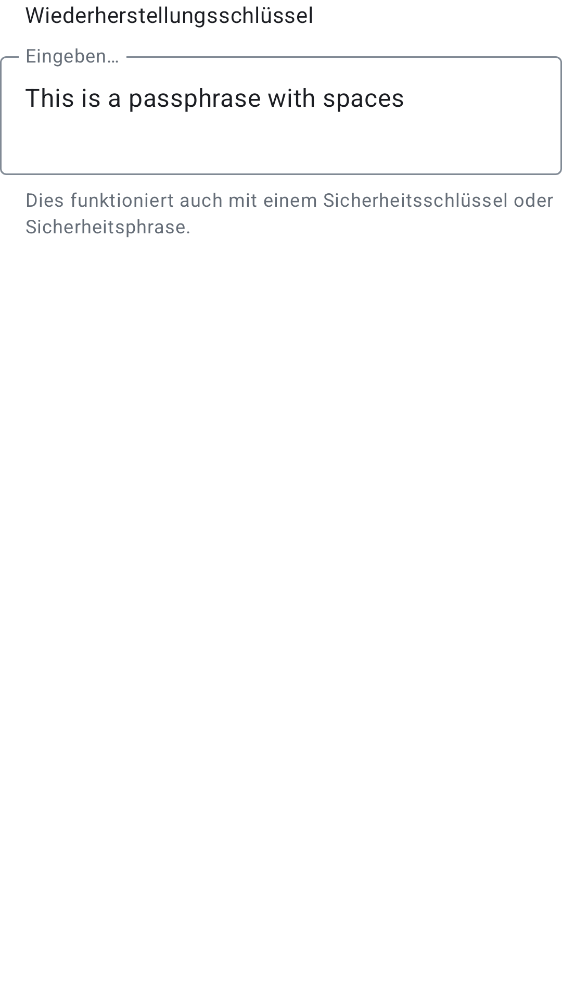 Wiederherstellungsschlüssel
Eingeben…
This is a passphrase with spaces
Dies funktioniert auch mit einem Sicherheitsschlüssel oder
Sicherheitsphrase.